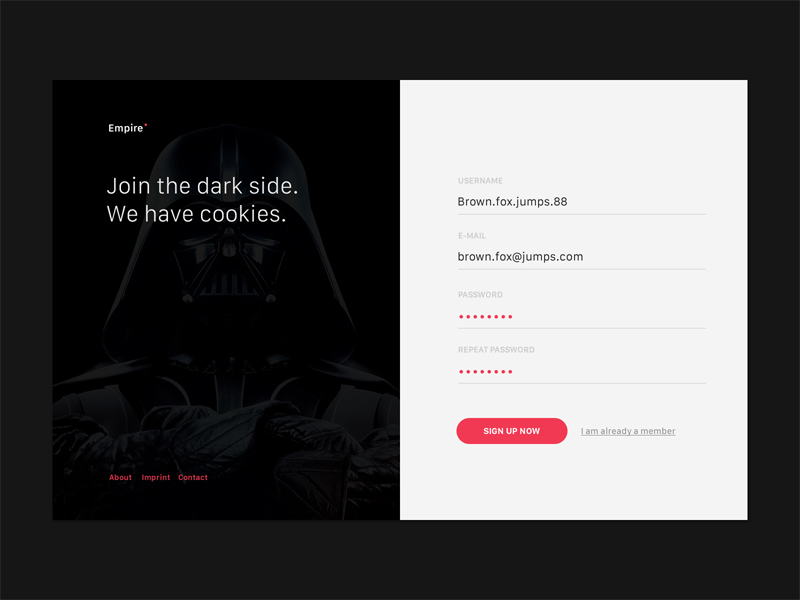 Empire*
Join the dark side.
We have cookies.
About Imprint Contact
USERNAME
Brown.fox.jumps.88
E-MAIL
brown.fox@jumps.com
PASSWORD
••••••••
REPEAT PASSWORD
••••••••
SIGN UP NOW I am already a member